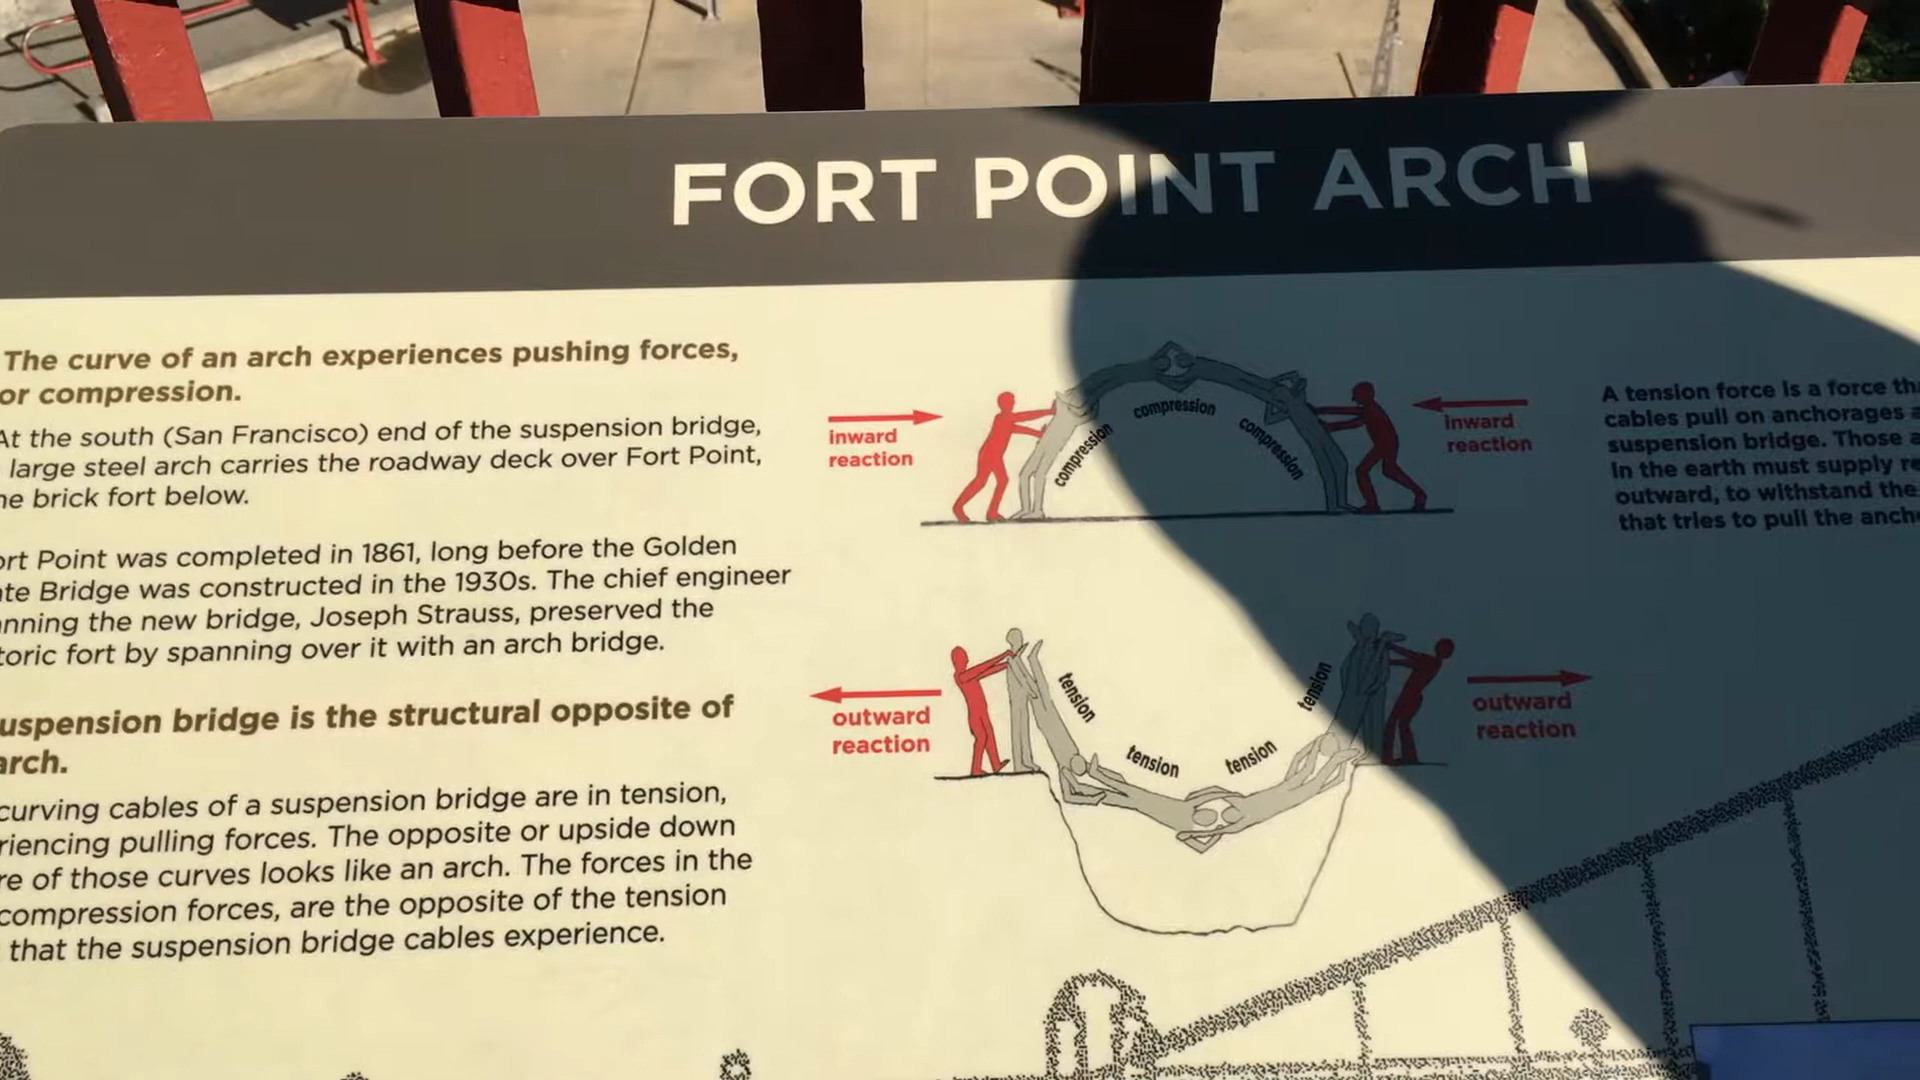 FORT POINT ARCH
The curve of an arch experiences pushing forces,
or compression.
At the south (San Francisco) end of the suspension bridge,
large steel arch carries the roadway deck over Fort Point,
he brick fort below.
ort Point was completed in 1861, long before the Golden
ate Bridge was constructed in the 1930s. The chief engineer
anning the new bridge, Joseph Strauss, preserved the
toric fort by spanning over it with an arch bridge.
uspension bridge is the structural opposite of
arch.
curving cables of a suspension bridge are in tension,
riencing pulling forces. The opposite or upside down
re of those curves looks like an arch. The forces in the
compression forces, are the opposite of the tension
that the suspension bridge cables experience.
inward
reaction
compression
compression
compression
inward
reaction
outward
reaction
tension
tension
tension
tension
outward
reaction
A tension force is a force th
cables pull on anchorages a
suspension bridge. Those a
In the earth must supply re
outward, to withstand the
that tries to pull the ancho